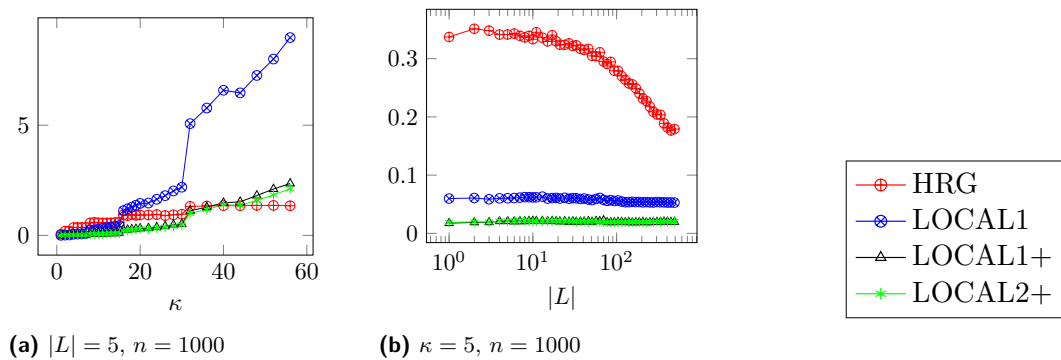 5
0
0
20
40
60
κ
(a) |L| = 5, n = 1000
0.3
0.2
0.1
0
10^0
10^1
10^2
|L|
(b) κ = 5, n = 1000
HRG
LOCAL1
LOCAL1+
LOCAL2+